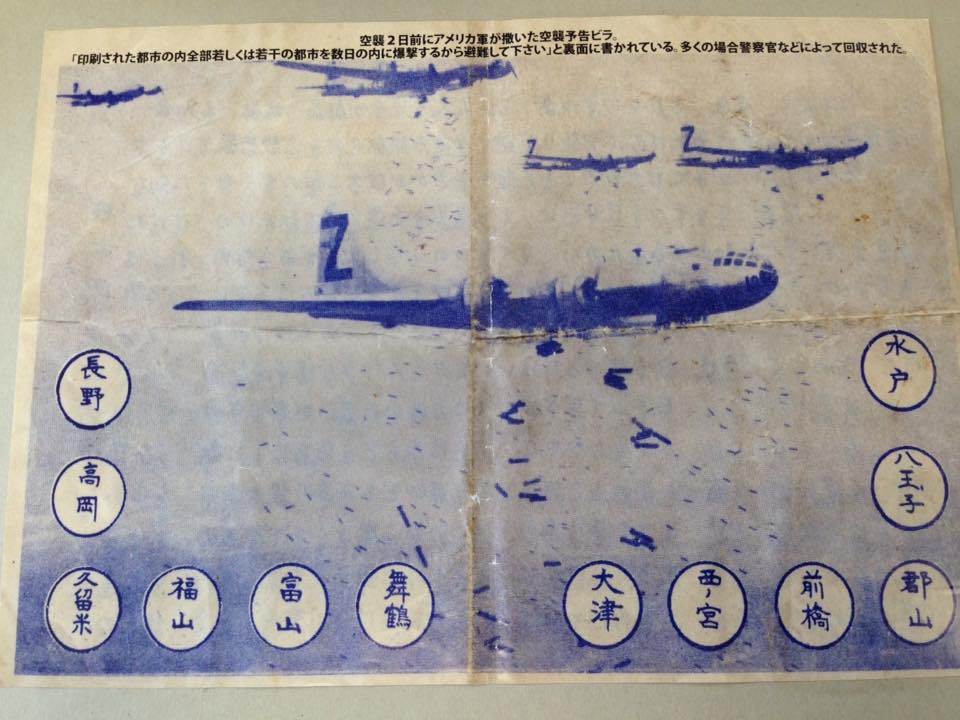 空襲２日前にアメリカ軍が撒いた空襲予告ビラ。
「印刷された都市の内全部若しくは若干の都市を数日の内に爆撃するから避難して下さい」と裏面に書かれている。多くの場合警察官などによって回収された。
Z
Z
Z
長野
水戸
高岡
八王子
久留米
福山
富山
舞鶴
大津
西ノ宮
前橋
郡山